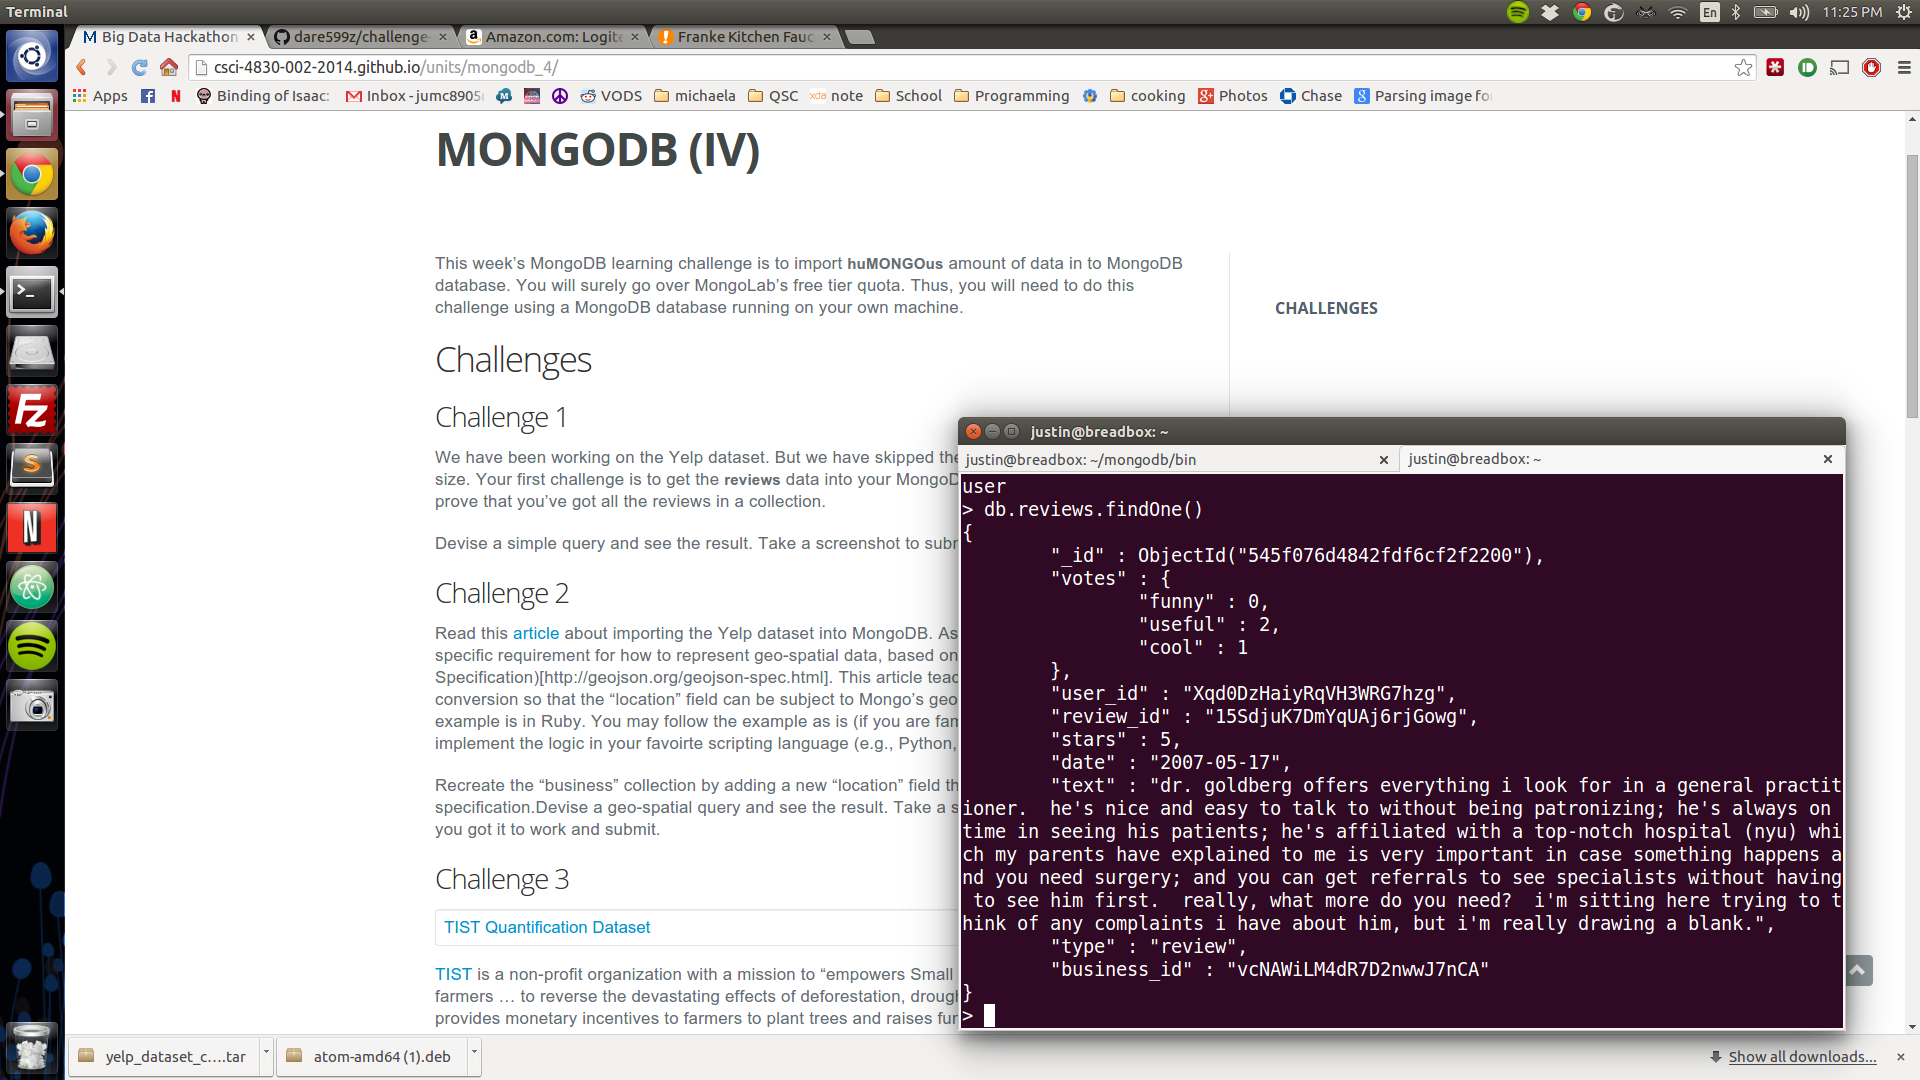 Terminal
En
11:25 PM
Big Data Hackathon
dare599z/challenge-
Amazon.com: Logite
Franke Kitchen Fauc
csci-4830-002-2014.github.io/units/mongodb_4/
Apps
Binding of Isaac:
Inbox - jumc8905
VODS
michaela
QSC
xda note
School
Programming
cooking
Photos
Chase
Parsing image fo
MONGODB (IV)
This week’s MongoDB learning challenge is to import huMONGOus amount of data in to MongoDB
database. You will surely go over MongoLab’s free tier quota. Thus, you will need to do this
challenge using a MongoDB database running on your own machine.
CHALLENGES
Challenges
Challenge 1
We have been working on the Yelp dataset. But we have skipped the
size. Your first challenge is to get the reviews data into your MongoD
prove that you’ve got all the reviews in a collection.
Devise a simple query and see the result. Take a screenshot to subr
Challenge 2
Read this article about importing the Yelp dataset into MongoDB. As
specific requirement for how to represent geo-spatial data, based on
Specification)[http://geojson.org/geojson-spec.html]. This article teac
conversion so that the “location” field can be subject to Mongo’s geo
example is in Ruby. You may follow the example as is (if you are fam
implement the logic in your favoirte scripting language (e.g., Python,
Recreate the “business” collection by adding a new “location” field th
specification.Devise a geo-spatial query and see the result. Take a s
you got it to work and submit.
Challenge 3
TIST Quantification Dataset
TIST is a non-profit organization with a mission to “empowers Small
farmers … to reverse the devastating effects of deforestation, droug
provides monetary incentives to farmers to plant trees and raises fur
justin@breadbox: ~
justin@breadbox: ~/mongodb/bin
justin@breadbox: ~
user
> db.reviews.findOne()
{
"_id" : ObjectId("545f076d4842fdf6cf2f2200"),
"votes" : {
"funny" : 0,
"useful" : 2,
"cool" : 1
},
"user_id" : "Xqd0DzHaiyRqVH3WRG7hzg",
"review_id" : "15SdjuK7DmYqUAj6rjGowg",
"stars" : 5,
"date" : "2007-05-17",
"text" : "dr. goldberg offers everything i look for in a general practit
ioner.  he's nice and easy to talk to without being patronizing; he's always on
time in seeing his patients; he's affiliated with a top-notch hospital (nyu) whi
ch my parents have explained to me is very important in case something happens a
nd you need surgery; and you can get referrals to see specialists without having
to see him first.  really, what more do you need?  i'm sitting here trying to t
hink of any complaints i have about him, but i'm really drawing a blank.",
"type" : "review",
"business_id" : "vcNAWiLM4dR7D2nwwJ7nCA"
}
>
yelp_dataset_c....tar
atom-amd64 (1).deb
Show all downloads...